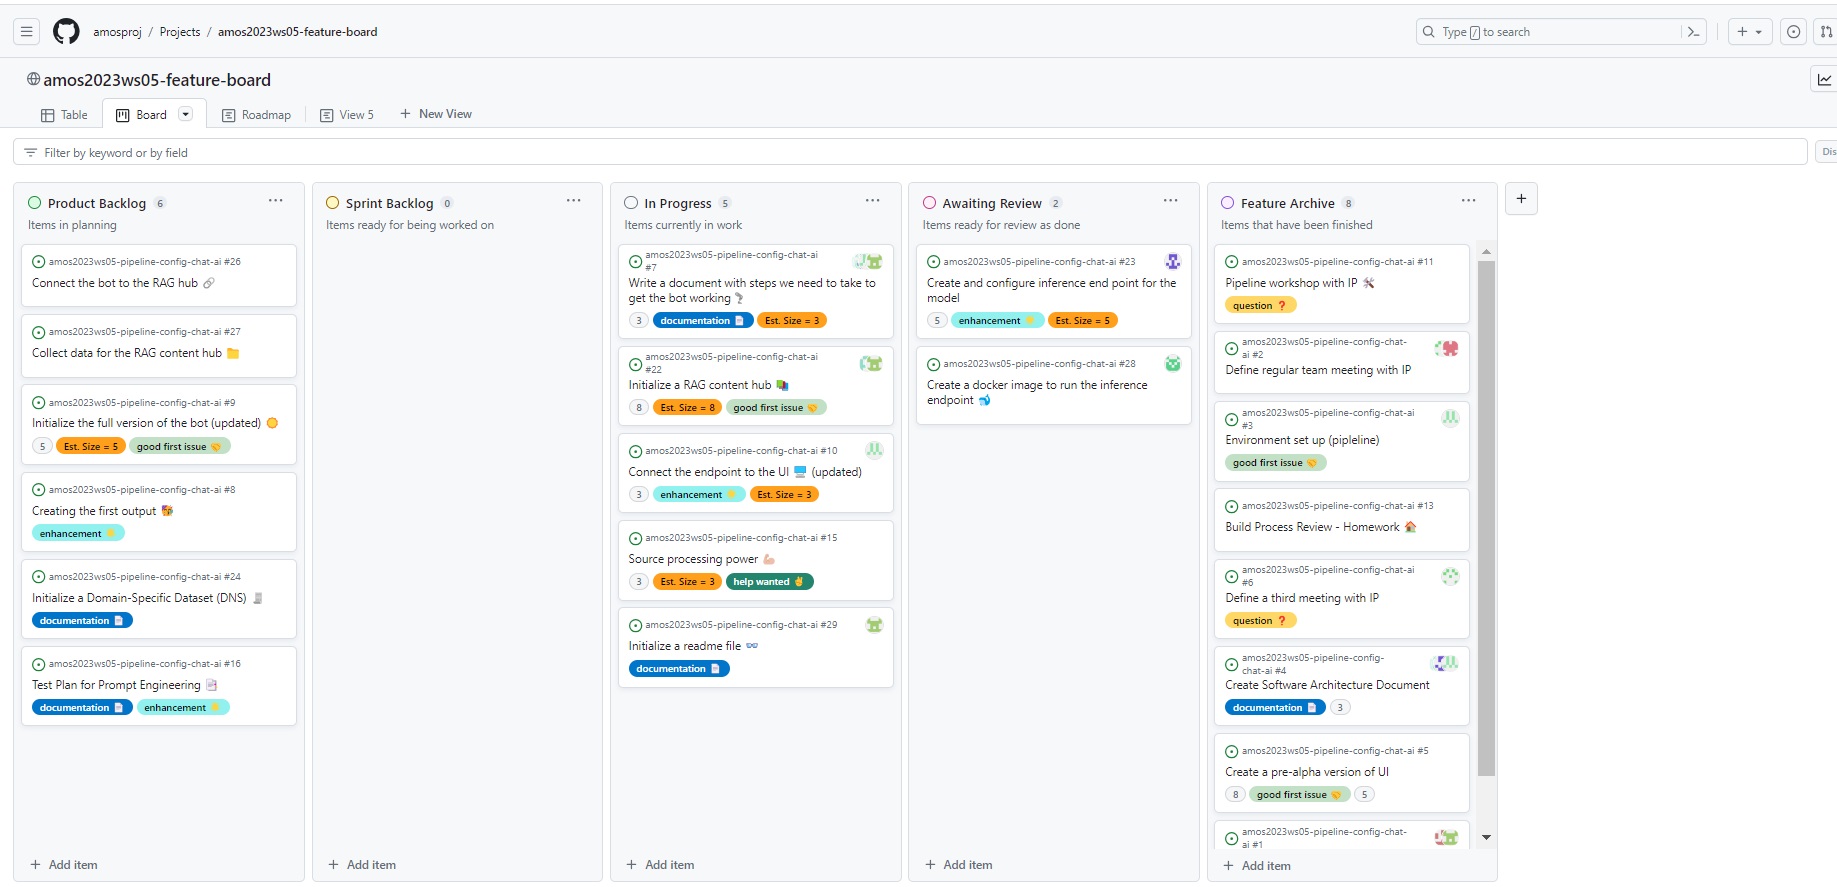 amosproj / Projects / amos2023ws05-feature-board
Type / to search
amos2023ws05-feature-board
Table
Board
Roadmap
View 5
New View
Filter by keyword or by field
Dis
Product Backlog 6
Items in planning
amos2023ws05-pipeline-config-chat-ai #26
Connect the bot to the RAG hub 🔗
amos2023ws05-pipeline-config-chat-ai #27
Collect data for the RAG content hub 📁
amos2023ws05-pipeline-config-chat-ai #9
Initialize the full version of the bot (updated)
5 Est. Size = 5 good first issue
amos2023ws05-pipeline-config-chat-ai #8
Creating the first output
enhancement
amos2023ws05-pipeline-config-chat-ai #24
Initialize a Domain-Specific Dataset (DNS)
documentation
amos2023ws05-pipeline-config-chat-ai #16
Test Plan for Prompt Engineering
documentation enhancement
Add item
Sprint Backlog 0
Items ready for being worked on
Add item
In Progress 5
Items currently in work
amos2023ws05-pipeline-config-chat-ai
#7
Write a document with steps we need to take to
get the bot working
3 documentation Est. Size = 3
amos2023ws05-pipeline-config-chat-ai
#22
Initialize a RAG content hub
8 Est. Size = 8 good first issue
amos2023ws05-pipeline-config-chat-ai #10
Connect the endpoint to the UI (updated)
3 enhancement Est. Size = 3
amos2023ws05-pipeline-config-chat-ai #15
Source processing power
3 Est. Size = 3 help wanted
amos2023ws05-pipeline-config-chat-ai #29
Initialize a readme file
documentation
Add item
Awaiting Review 2
Items ready for review as done
amos2023ws05-pipeline-config-chat-ai #23
Create and configure inference end point for the
model
5 enhancement Est. Size = 5
amos2023ws05-pipeline-config-chat-ai #28
Create a docker image to run the inference
endpoint
Add item
Feature Archive 8
Items that have been finished
amos2023ws05-pipeline-config-chat-ai #11
Pipeline workshop with IP
question ❓
amos2023ws05-pipeline-config-chat-
ai #2
Define regular team meeting with IP
amos2023ws05-pipeline-config-chat-ai
#3
Environment set up (pipleline)
good first issue
amos2023ws05-pipeline-config-chat-ai #13
Build Process Review - Homework
amos2023ws05-pipeline-config-chat-ai
#6
Define a third meeting with IP
question ❓
amos2023ws05-pipeline-config-
chat-ai #4
Create Software Architecture Document
documentation 3
amos2023ws05-pipeline-config-chat-ai #5
Create a pre-alpha version of UI
8 good first issue 5
amos2023ws05-pipeline-config-chat-
ai #1
Add item